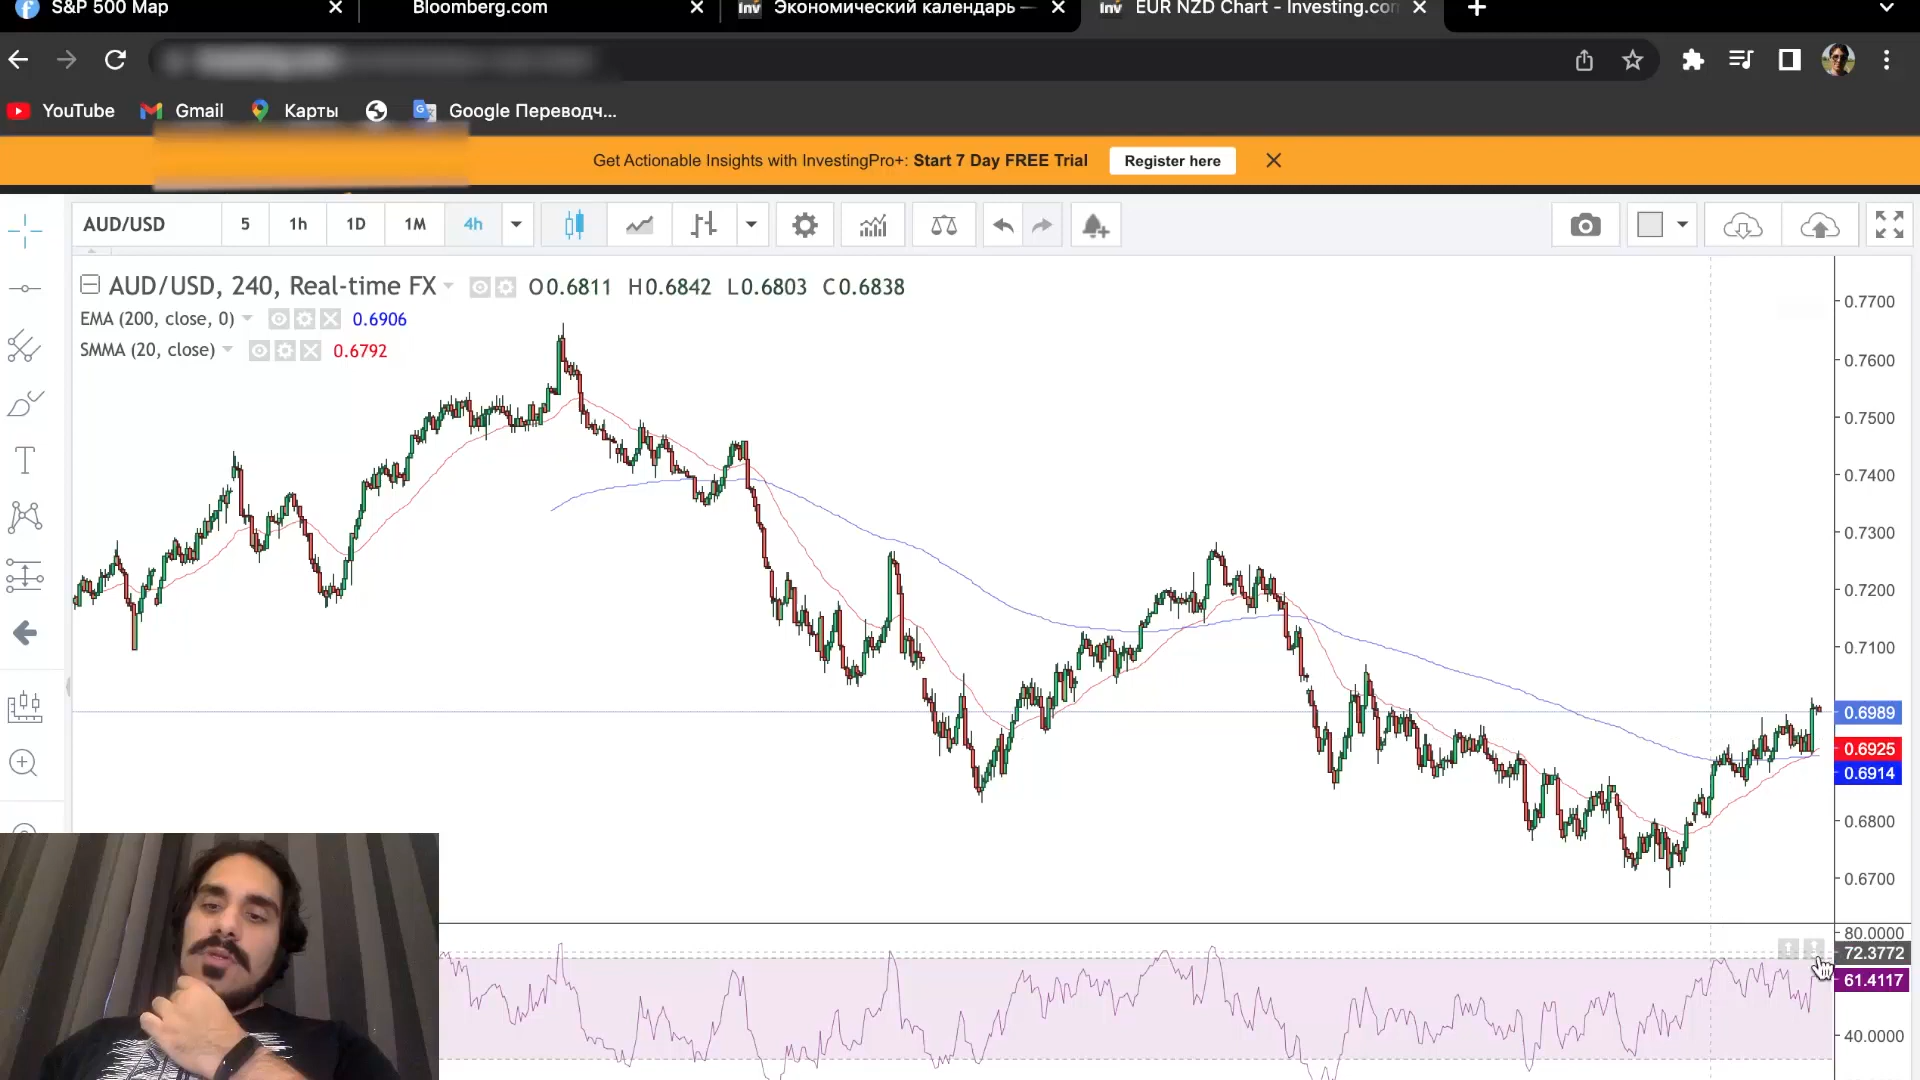 S&P 500 Map
Bloomberg.com
Inv Экономический календарь —
Inv EUR NZD Chart - Investing.com
YouTube
Gmail
Карты
Google Переводч...
Get Actionable Insights with InvestingPro+: Start 7 Day FREE Trial
Register here
AUD/USD 5 1h 1D 1M 4h
AUD/USD, 240, Real-time FX O0.6811 H0.6842 L0.6803 C0.6838
EMA (200, close, 0) 0.6906
SMMA (20, close) 0.6792
0.7700
0.7600
0.7500
0.7400
0.7300
0.7200
0.7100
0.6989
0.6925
0.6914
0.6800
0.6700
80.0000
72.3772
61.4117
40.0000